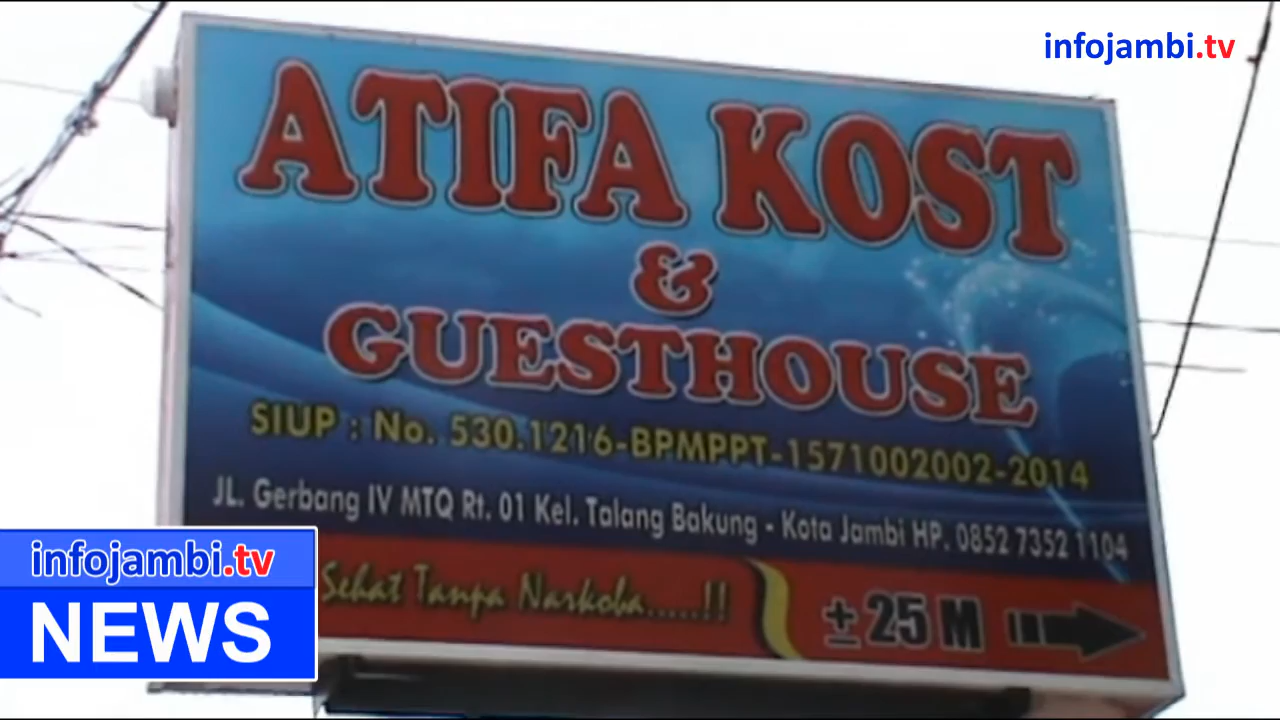 infojambi.tv
ATIFA KOST
&
GUESTHOUSE
SIUP : No. 530.1216-BPMPPT-1571002002-2014
JL. Gerbang IV MTQ Rt. 01 Kel. Talang Bakung - Kota Jambi HP. 0852 7352 1104
Sehat Tanpa Narkoba.....!!
± 25 M
infojambi.tv
NEWS